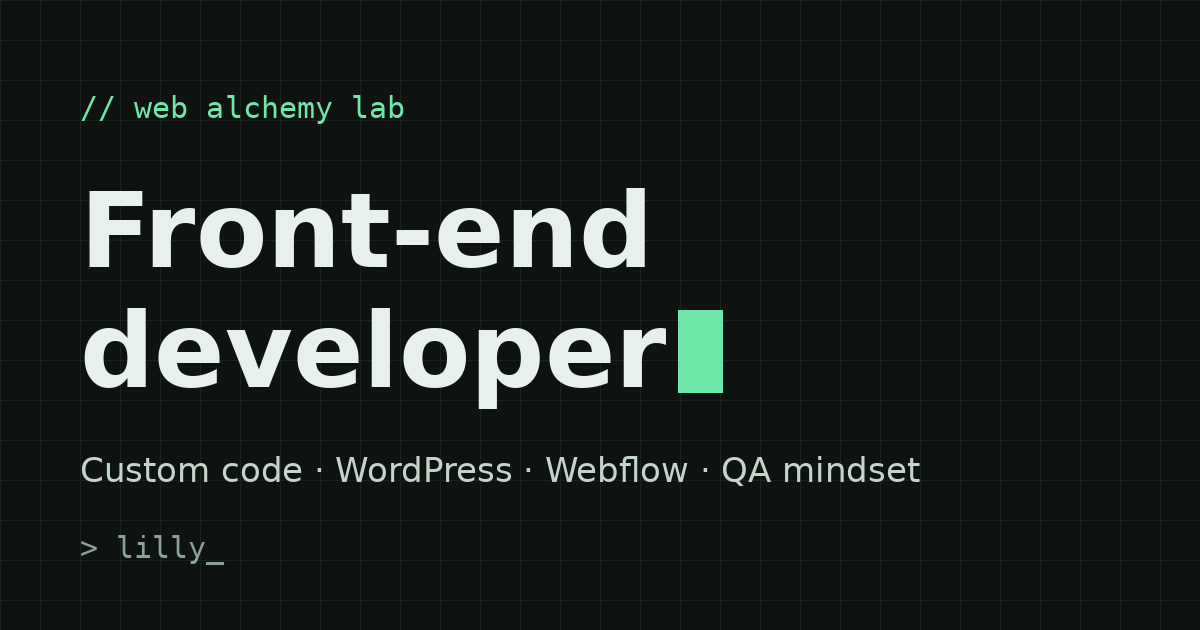 // web alchemy lab
Front-end
developer
Custom code · WordPress · Webflow · QA mindset
> lilly_